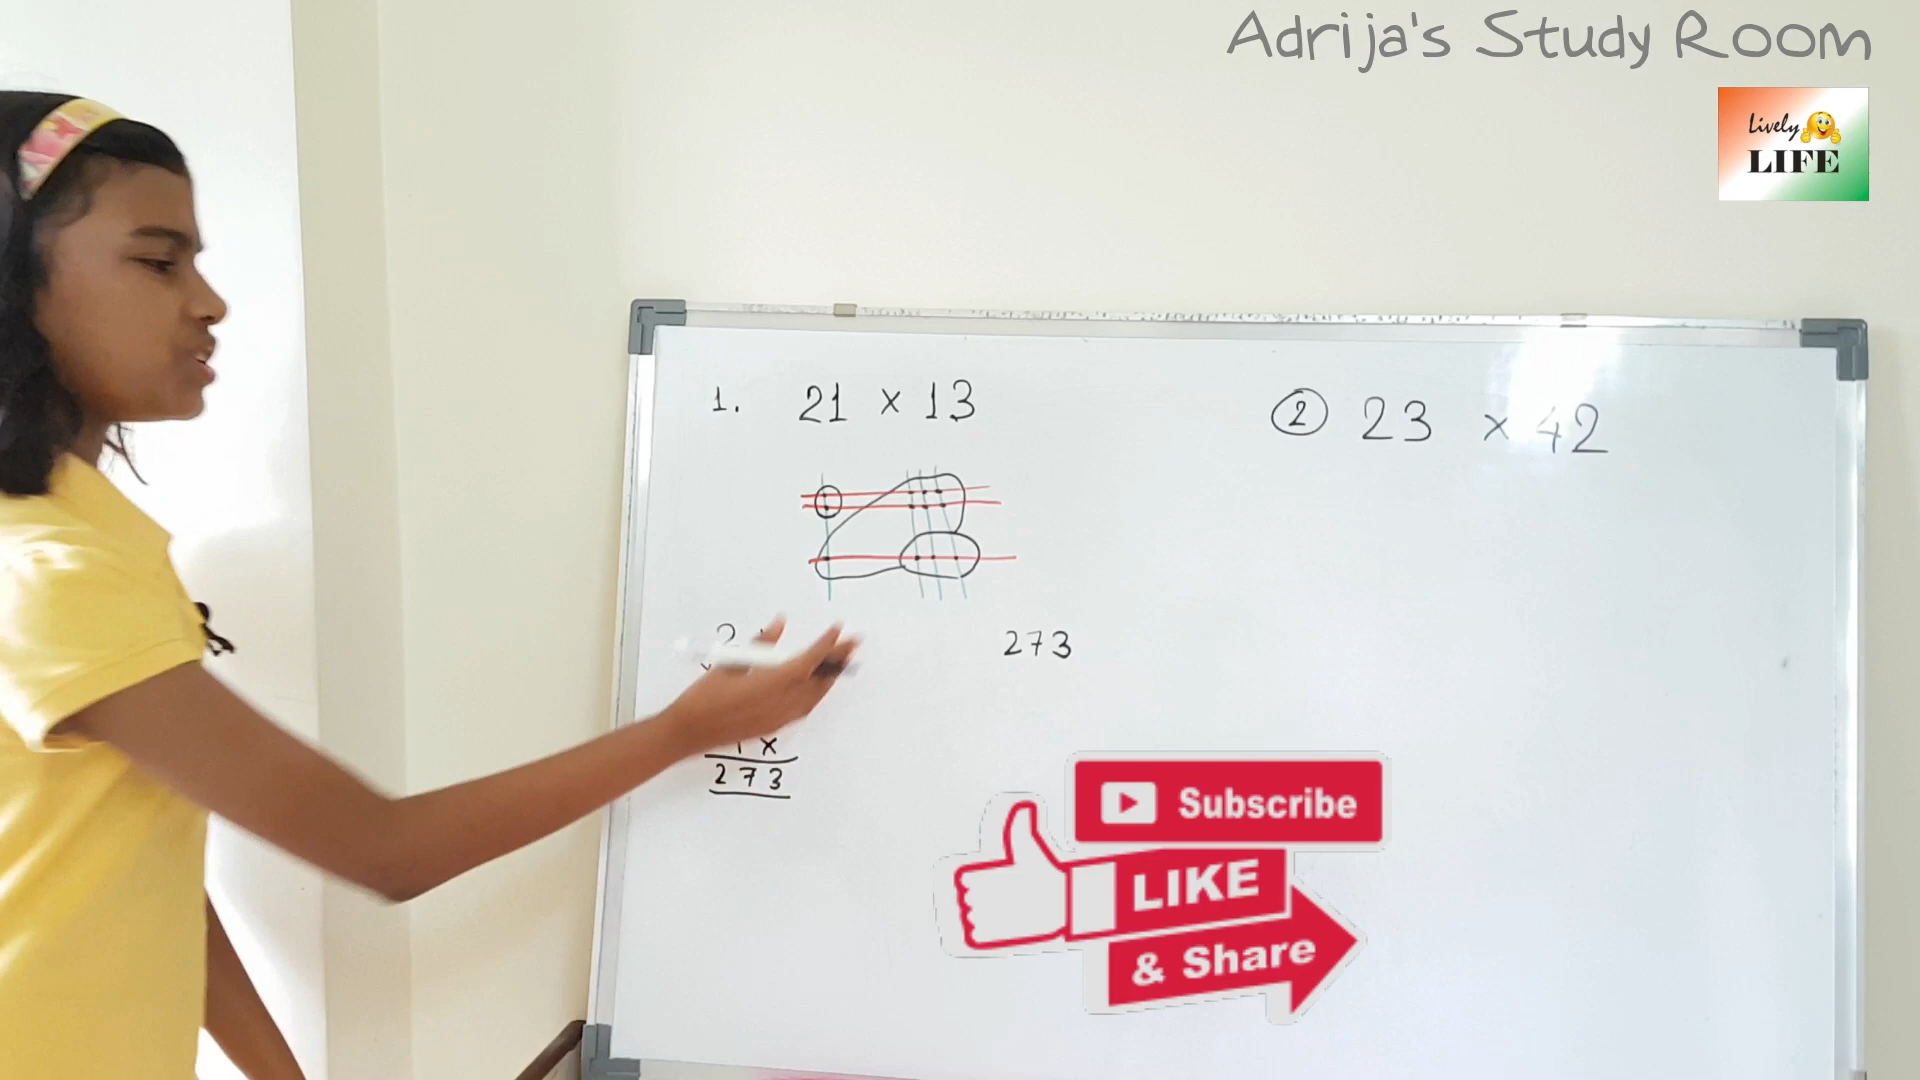 Adrija's Study Room
Lively
LIFE
1. 21 x 13
② 23 x 42
273
x
273
Subscribe
LIKE
& Share